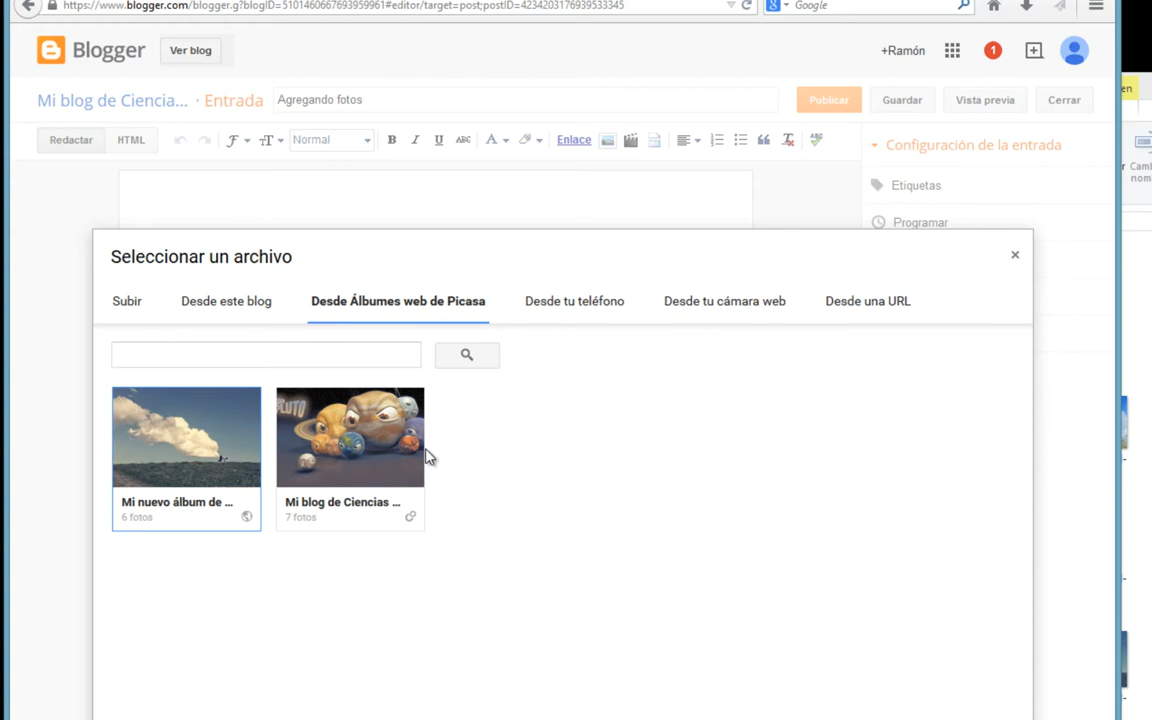 https://www.blogger.com/blogger.g?blogID=5101460667693959961#editor/target=post;postID=4234203176939533345
Google
Blogger
Ver blog
+Ramón
1
Mi blog de Ciencia... · Entrada
Agregando fotos
Publicar
Guardar
Vista previa
Cerrar
en
Redactar
HTML
Normal
Enlace
ABC
Configuración de la entrada
Etiquetas
Programar
Seleccionar un archivo
Subir
Desde este blog
Desde Álbumes web de Picasa
Desde tu teléfono
Desde tu cámara web
Desde una URL
PLUTO
Mi nuevo álbum de ...
6 fotos
Mi blog de Ciencias ...
7 fotos